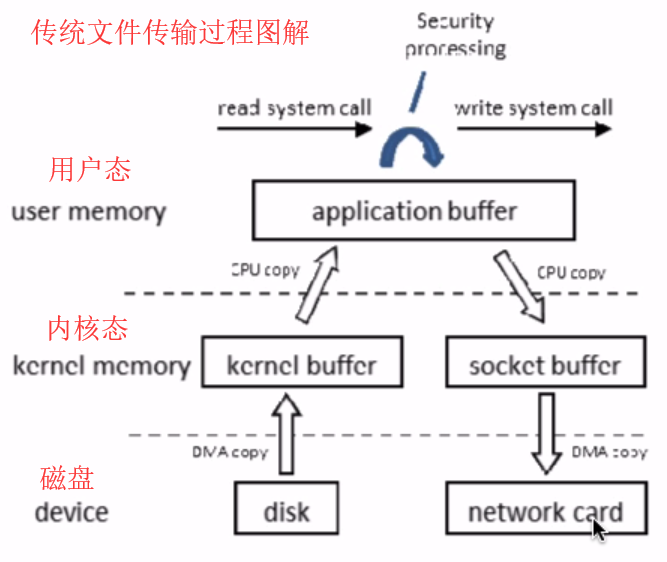 传统文件传输过程图解
Security
processing
read system call
write system call
用户态
user memory
application buffer
CPU copy
CPU copy
内核态
kernel memory
kernel buffer
socket buffer
DMA copy
DMA copy
磁盘
device
disk
network card